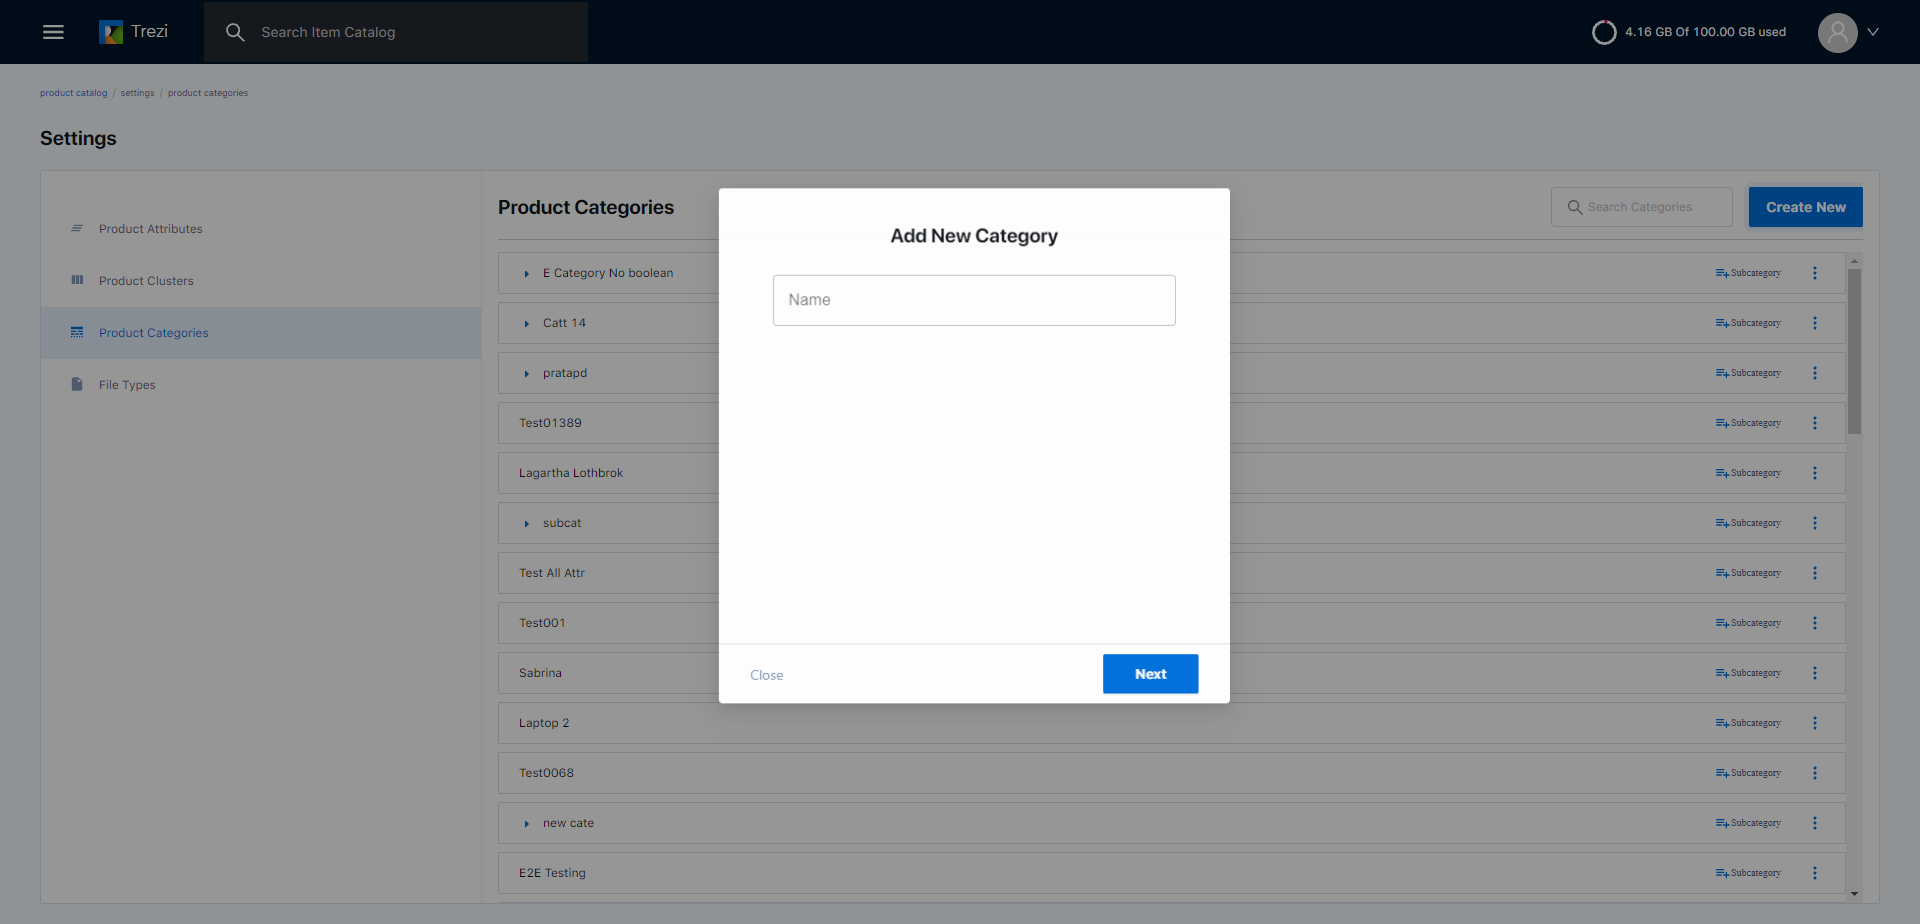 Trezi
Search Item Catalog
4.16 GB Of 100.00 GB used
product catalog / settings / product categories
Settings
Product Attributes
Product Clusters
Product Categories
File Types
Product Categories
Search Categories
Create New
E Category No boolean
Subcategory
Catt 14
Subcategory
pratapd
Subcategory
Test01389
Subcategory
Lagartha Lothbrok
Subcategory
subcat
Subcategory
Test All Attr
Subcategory
Test001
Subcategory
Sabrina
Subcategory
Laptop 2
Subcategory
Test0068
Subcategory
new cate
Subcategory
E2E Testing
Subcategory
Add New Category
Name
Close
Next